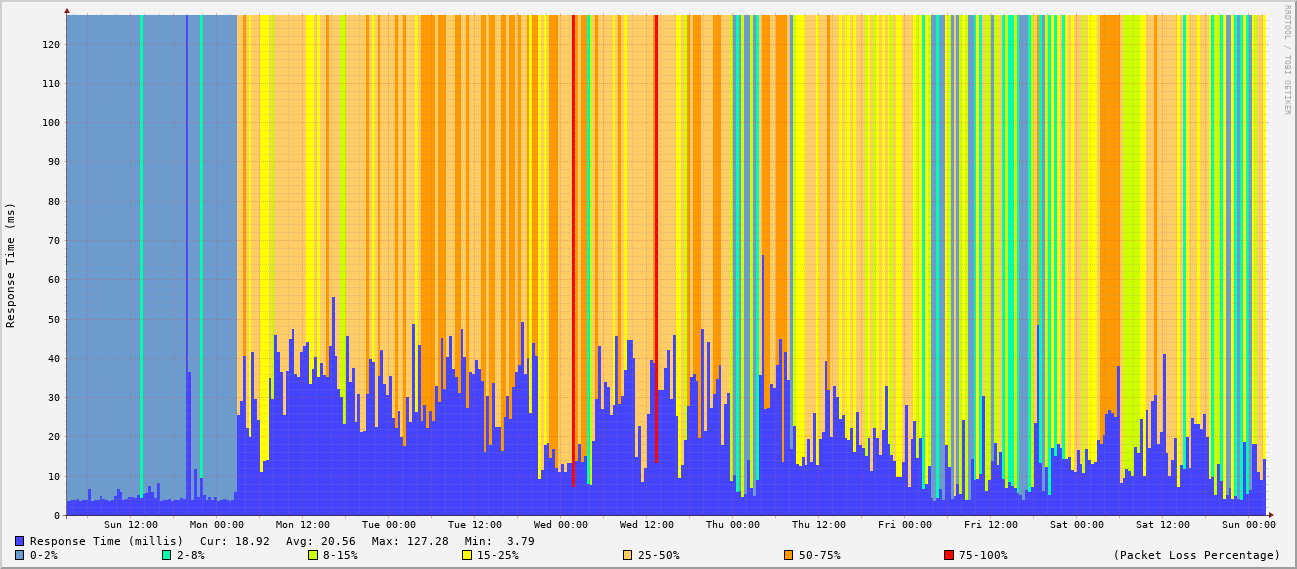 RRDTOOL / TOBI OETIKER
Response Time (ms)
120
110
100
90
80
70
60
50
40
30
20
10
0
Sun 12:00 Mon 00:00 Mon 12:00 Tue 00:00 Tue 12:00 Wed 00:00 Wed 12:00 Thu 00:00 Thu 12:00 Fri 00:00 Fri 12:00 Sat 00:00 Sat 12:00 Sun 00:00
Response Time (millis) Cur: 18.92 Avg: 20.56 Max: 127.28 Min: 3.79
0-2% 2-8% 8-15% 15-25% 25-50% 50-75% 75-100% (Packet Loss Percentage)